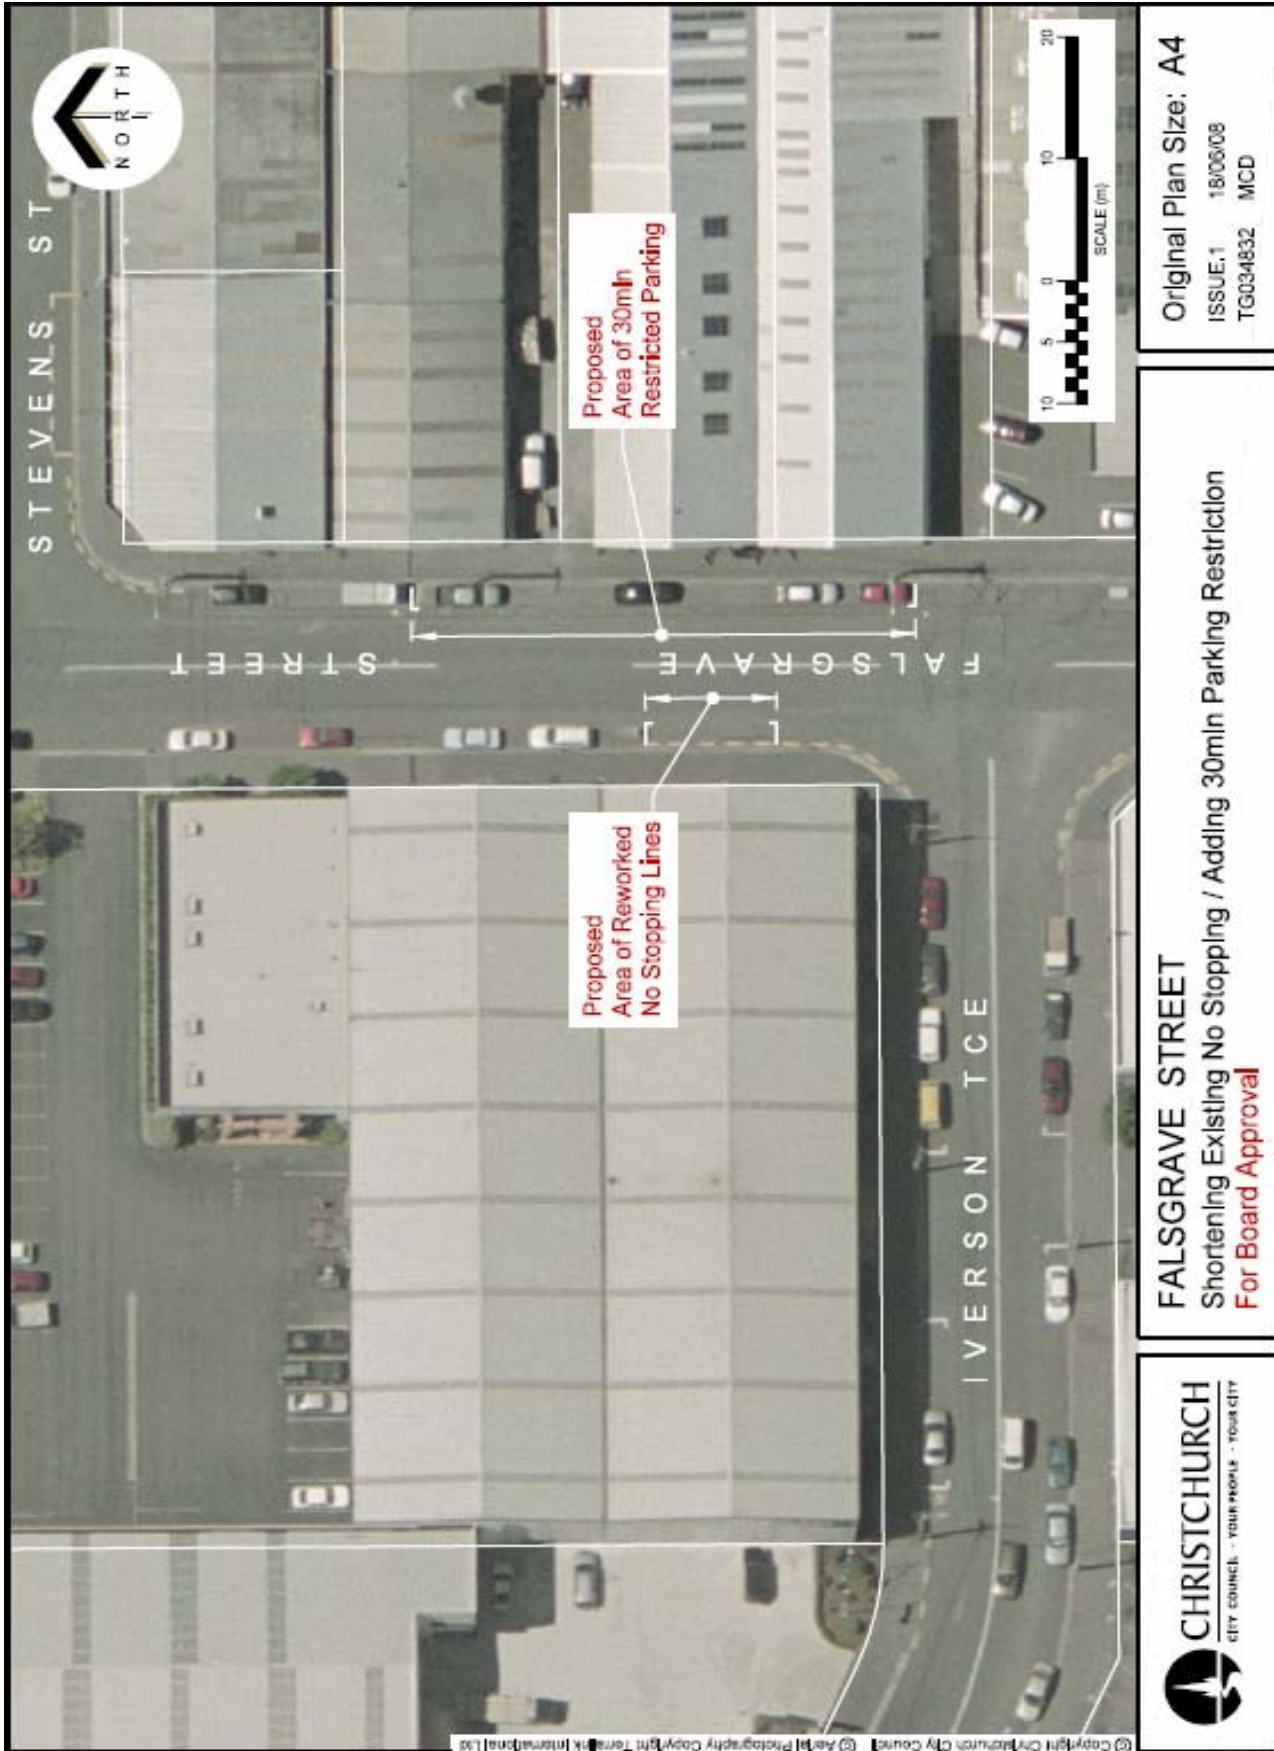 NORTH
STEVENS ST
Proposed
Area of 30min
Restricted Parking
FALSGRAVE STREET
Proposed
Area of Reworked
No Stopping Lines
IVERSON TCE
10 5 0 10 20
SCALE (m)
© Aerial Photography Copyright Terralink International Ltd
© Copyright Christchurch City Council
CHRISTCHURCH
CITY COUNCIL · YOUR PEOPLE · YOUR CITY
FALSGRAVE STREET
Shortening Existing No Stopping / Adding 30min Parking Restriction
For Board Approval
Original Plan Size: A4
ISSUE.1 18/06/08
TG034832 MCD